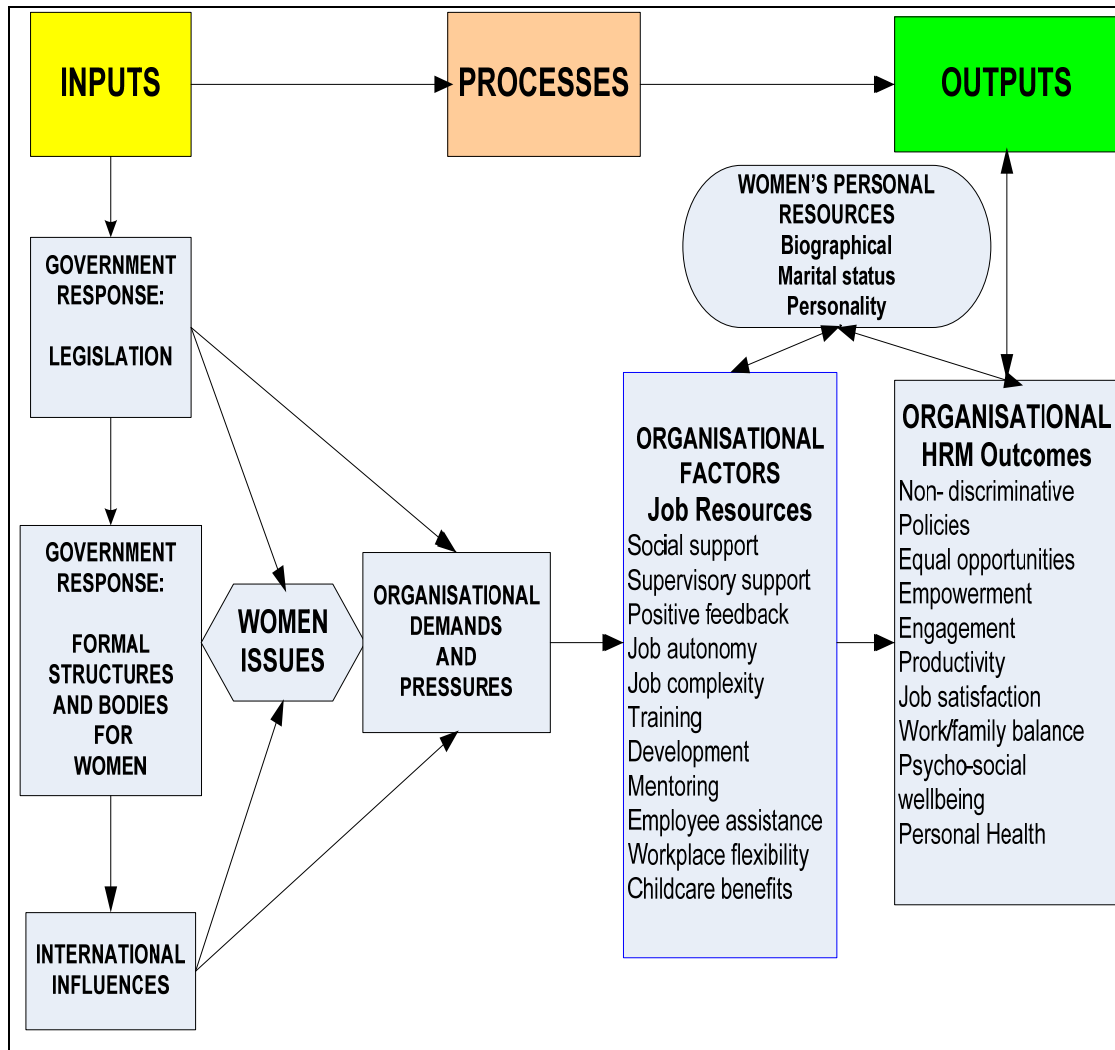 INPUTS
PROCESSES
OUTPUTS
WOMEN'S PERSONAL
RESOURCES
Biographical
Marital status
Personality
GOVERNMENT
RESPONSE:
LEGISLATION
GOVERNMENT
RESPONSE:
FORMAL
STRUCTURES
AND BODIES
FOR
WOMEN
INTERNATIONAL
INFLUENCES
WOMEN
ISSUES
ORGANISATIONAL
DEMANDS
AND
PRESSURES
ORGANISATIONAL
FACTORS
Job Resources
Social support
Supervisory support
Positive feedback
Job autonomy
Job complexity
Training
Development
Mentoring
Employee assistance
Workplace flexibility
Childcare benefits
ORGANISATIONAL
HRM Outcomes
Non- discriminative
Policies
Equal opportunities
Empowerment
Engagement
Productivity
Job satisfaction
Work/family balance
Psycho-social
wellbeing
Personal Health